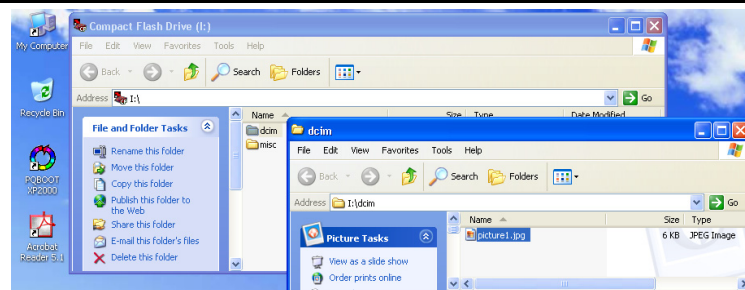 My Computer
Recycle Bin
PQBOOT
XP2000
Acrobat
Reader 5.1
Compact Flash Drive (I:)
File Edit View Favorites Tools Help
Back Search Folders
Address I:\ Go
Name Size Type Date Modified
File and Folder Tasks
Rename this folder
Move this folder
Copy this folder
Publish this folder to
the Web
Share this folder
E-mail this folder's files
Delete this folder
dcim
misc
dcim
File Edit View Favorites Tools Help
Back Search Folders
Address I:\dcim Go
Name Size Type
picture1.jpg 6 KB JPEG Image
Picture Tasks
View as a slide show
Order prints online